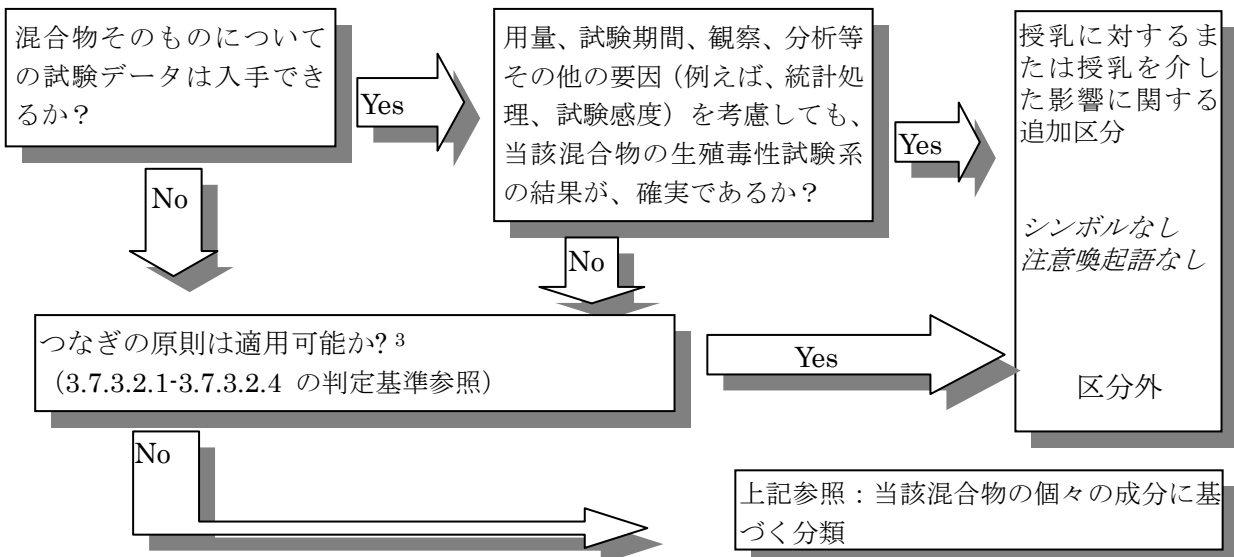 混合物そのものについて
の試験データは入手でき
るか？
Yes
用量、試験期間、観察、分析等
その他の要因（例えば、統計処
理、試験感度）を考慮しても、
当該混合物の生殖毒性試験系
の結果が、確実であるか？
Yes
授乳に対するま
たは授乳を介し
た影響に関する
追加区分
シンボルなし
注意喚起語なし
区分外
No
No
つなぎの原則は適用可能か? 3
（3.7.3.2.1-3.7.3.2.4 の判定基準参照）
Yes
No
上記参照：当該混合物の個々の成分に基
づく分類